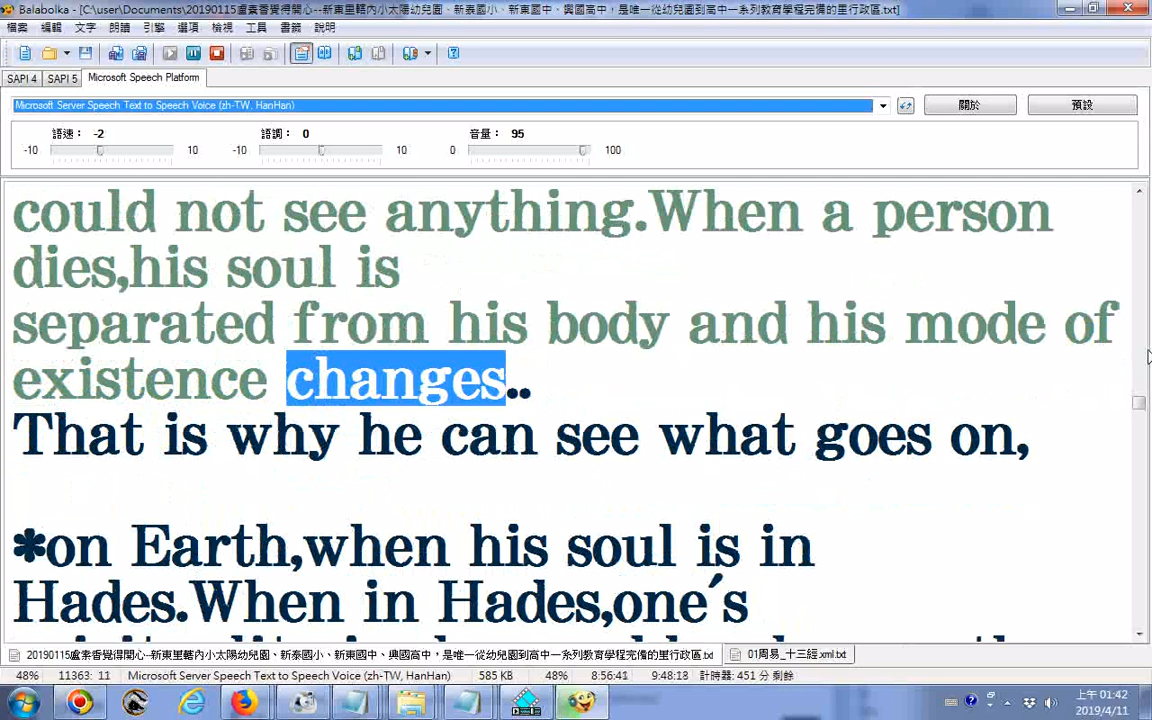 Balabolka - [C:\user\Documents\20190115盧素香覺得開心--新東里轄內小太陽幼兒園、新泰國小、新東國中、興國高中，是唯一從幼兒園到高中一系列教育學程完備的里行政區.txt]
檔案 編輯 文字 朗讀 引擎 選項 檢視 工具 書籤 說明
SAPI 4 SAPI 5 Microsoft Speech Platform
Microsoft Server Speech Text to Speech Voice (zh-TW, HanHan) 關於 預設
語速： -2 語調： 0 音量： 95
-10 10 -10 10 0 100
could not see anything.When a person
dies,his soul is
separated from his body and his mode of
existence changes..
That is why he can see what goes on,
*on Earth,when his soul is in
Hades.When in Hades,one's
20190115盧素香覺得開心--新東里轄內小太陽幼兒園、新泰國小、新東國中、興國高中，是唯一從幼兒園到高中一系列教育學程完備的里行政區.txt 01周易_十三經.xml.txt
48% 11363: 11 Microsoft Server Speech Text to Speech Voice (zh-TW, HanHan) 585 KB 48% 8:56:41 9:48:18 計時器: 451 分 剩餘
上午 01:42
2019/4/11